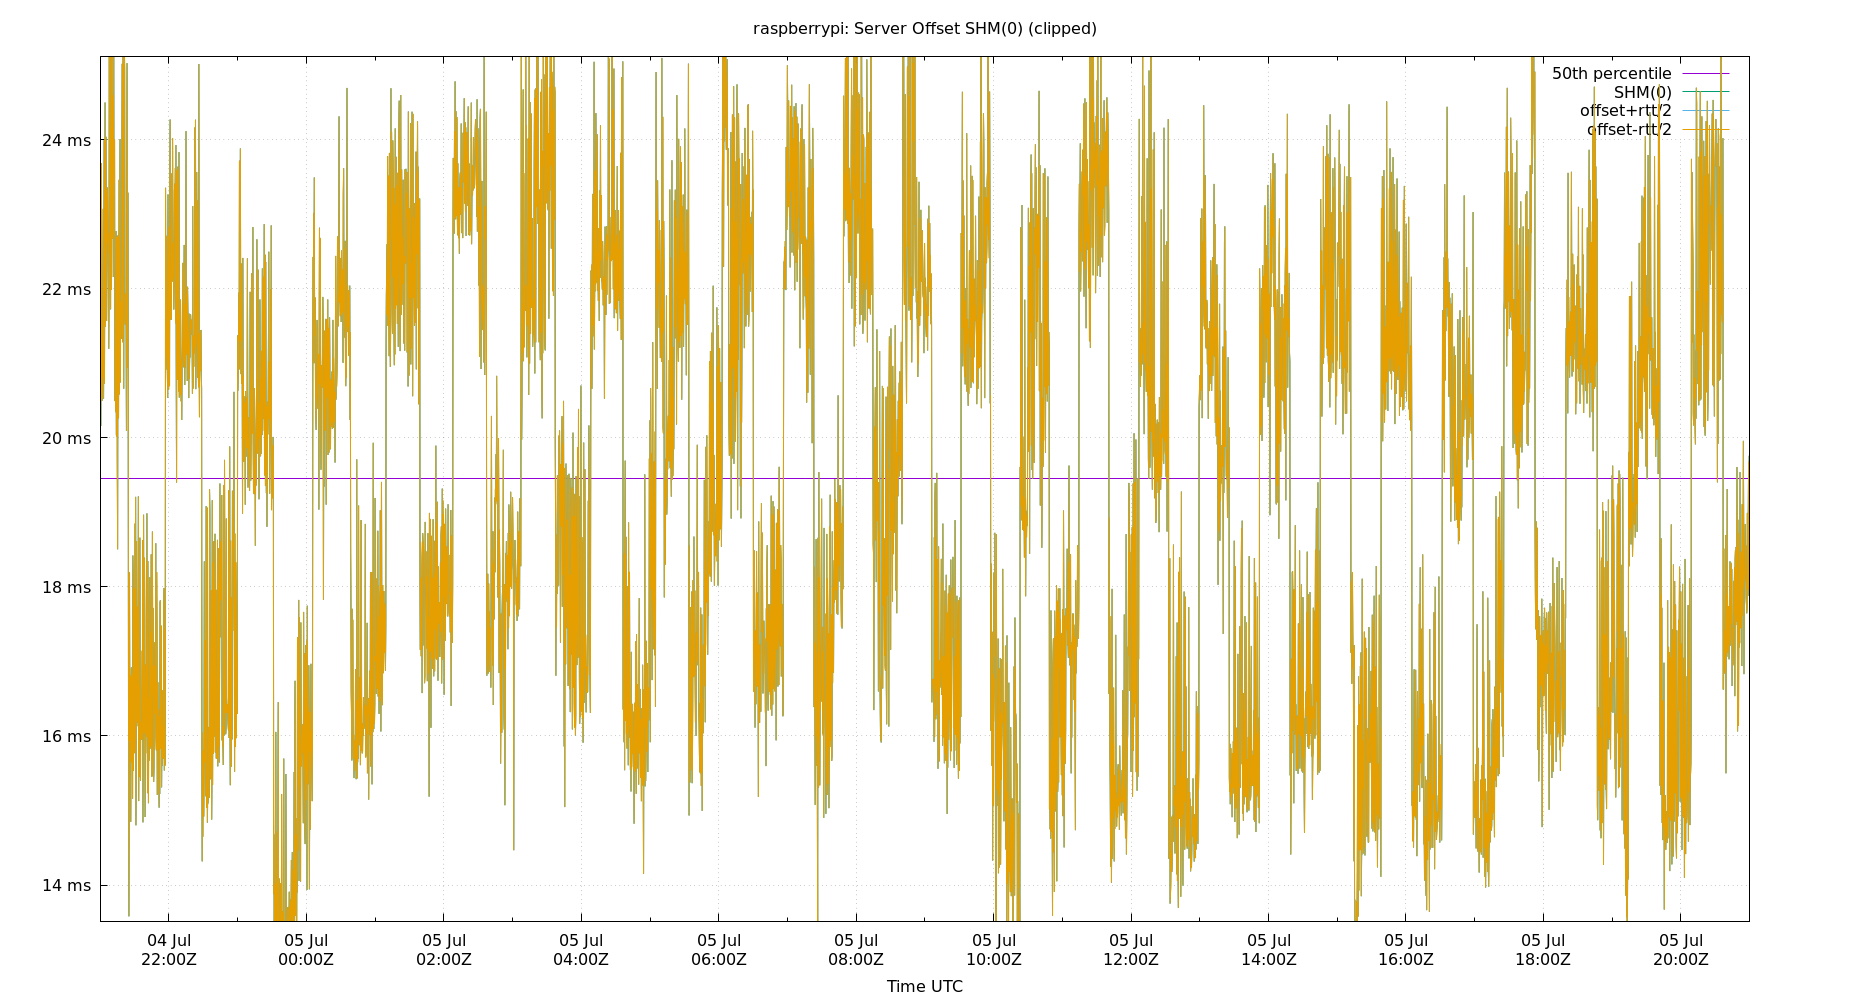 raspberrypi: Server Offset SHM(0) (clipped)
50th percentile
SHM(0)
offset+rtt/2
offset-rtt/2
24 ms
22 ms
20 ms
18 ms
16 ms
14 ms
04 Jul 05 Jul 05 Jul 05 Jul 05 Jul 05 Jul 05 Jul 05 Jul 05 Jul 05 Jul 05 Jul 05 Jul
22:00Z 00:00Z 02:00Z 04:00Z 06:00Z 08:00Z 10:00Z 12:00Z 14:00Z 16:00Z 18:00Z 20:00Z
Time UTC